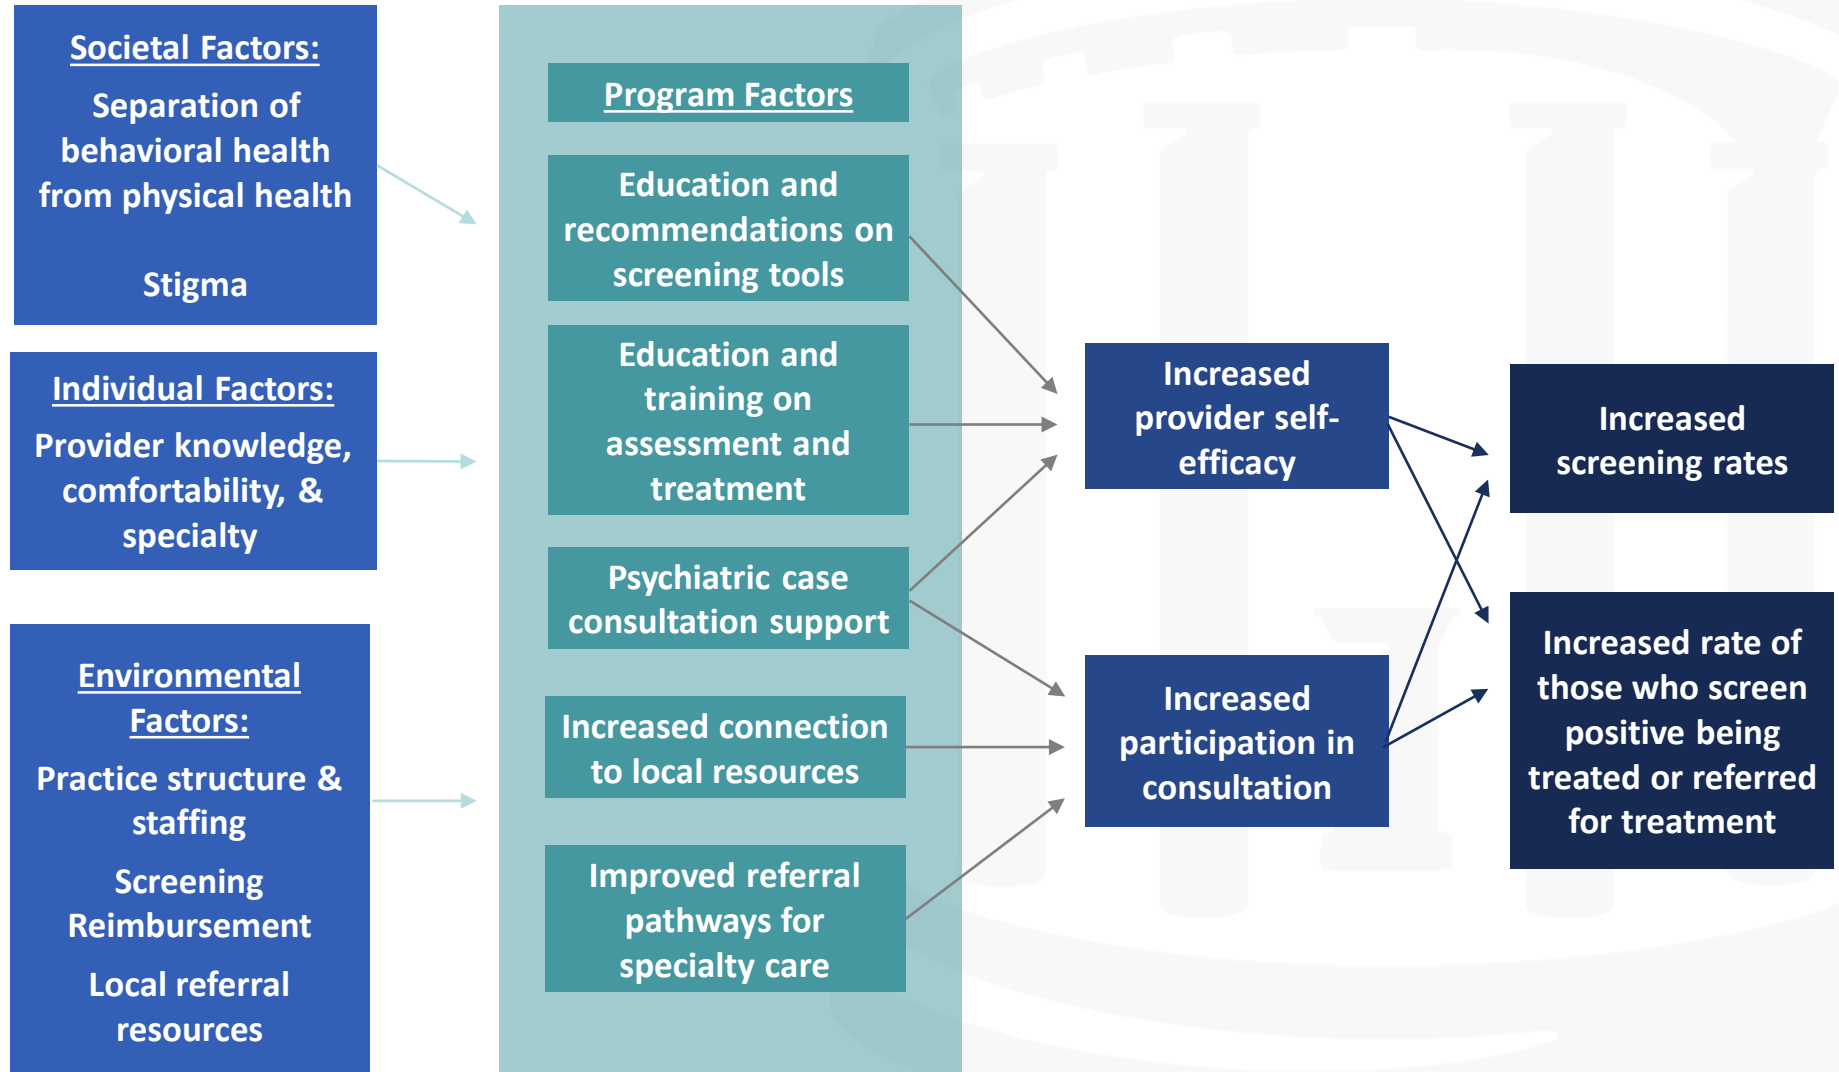 Societal Factors:
Separation of
behavioral health
from physical health
Stigma
Individual Factors:
Provider knowledge,
comfortability, &
specialty
Environmental
Factors:
Practice structure &
staffing
Screening
Reimbursement
Local referral
resources
Program Factors
Education and
recommendations on
screening tools
Education and
training on
assessment and
treatment
Psychiatric case
consultation support
Increased connection
to local resources
Improved referral
pathways for
specialty care
Increased
provider self-
efficacy
Increased
participation in
consultation
Increased
screening rates
Increased rate of
those who screen
positive being
treated or referred
for treatment